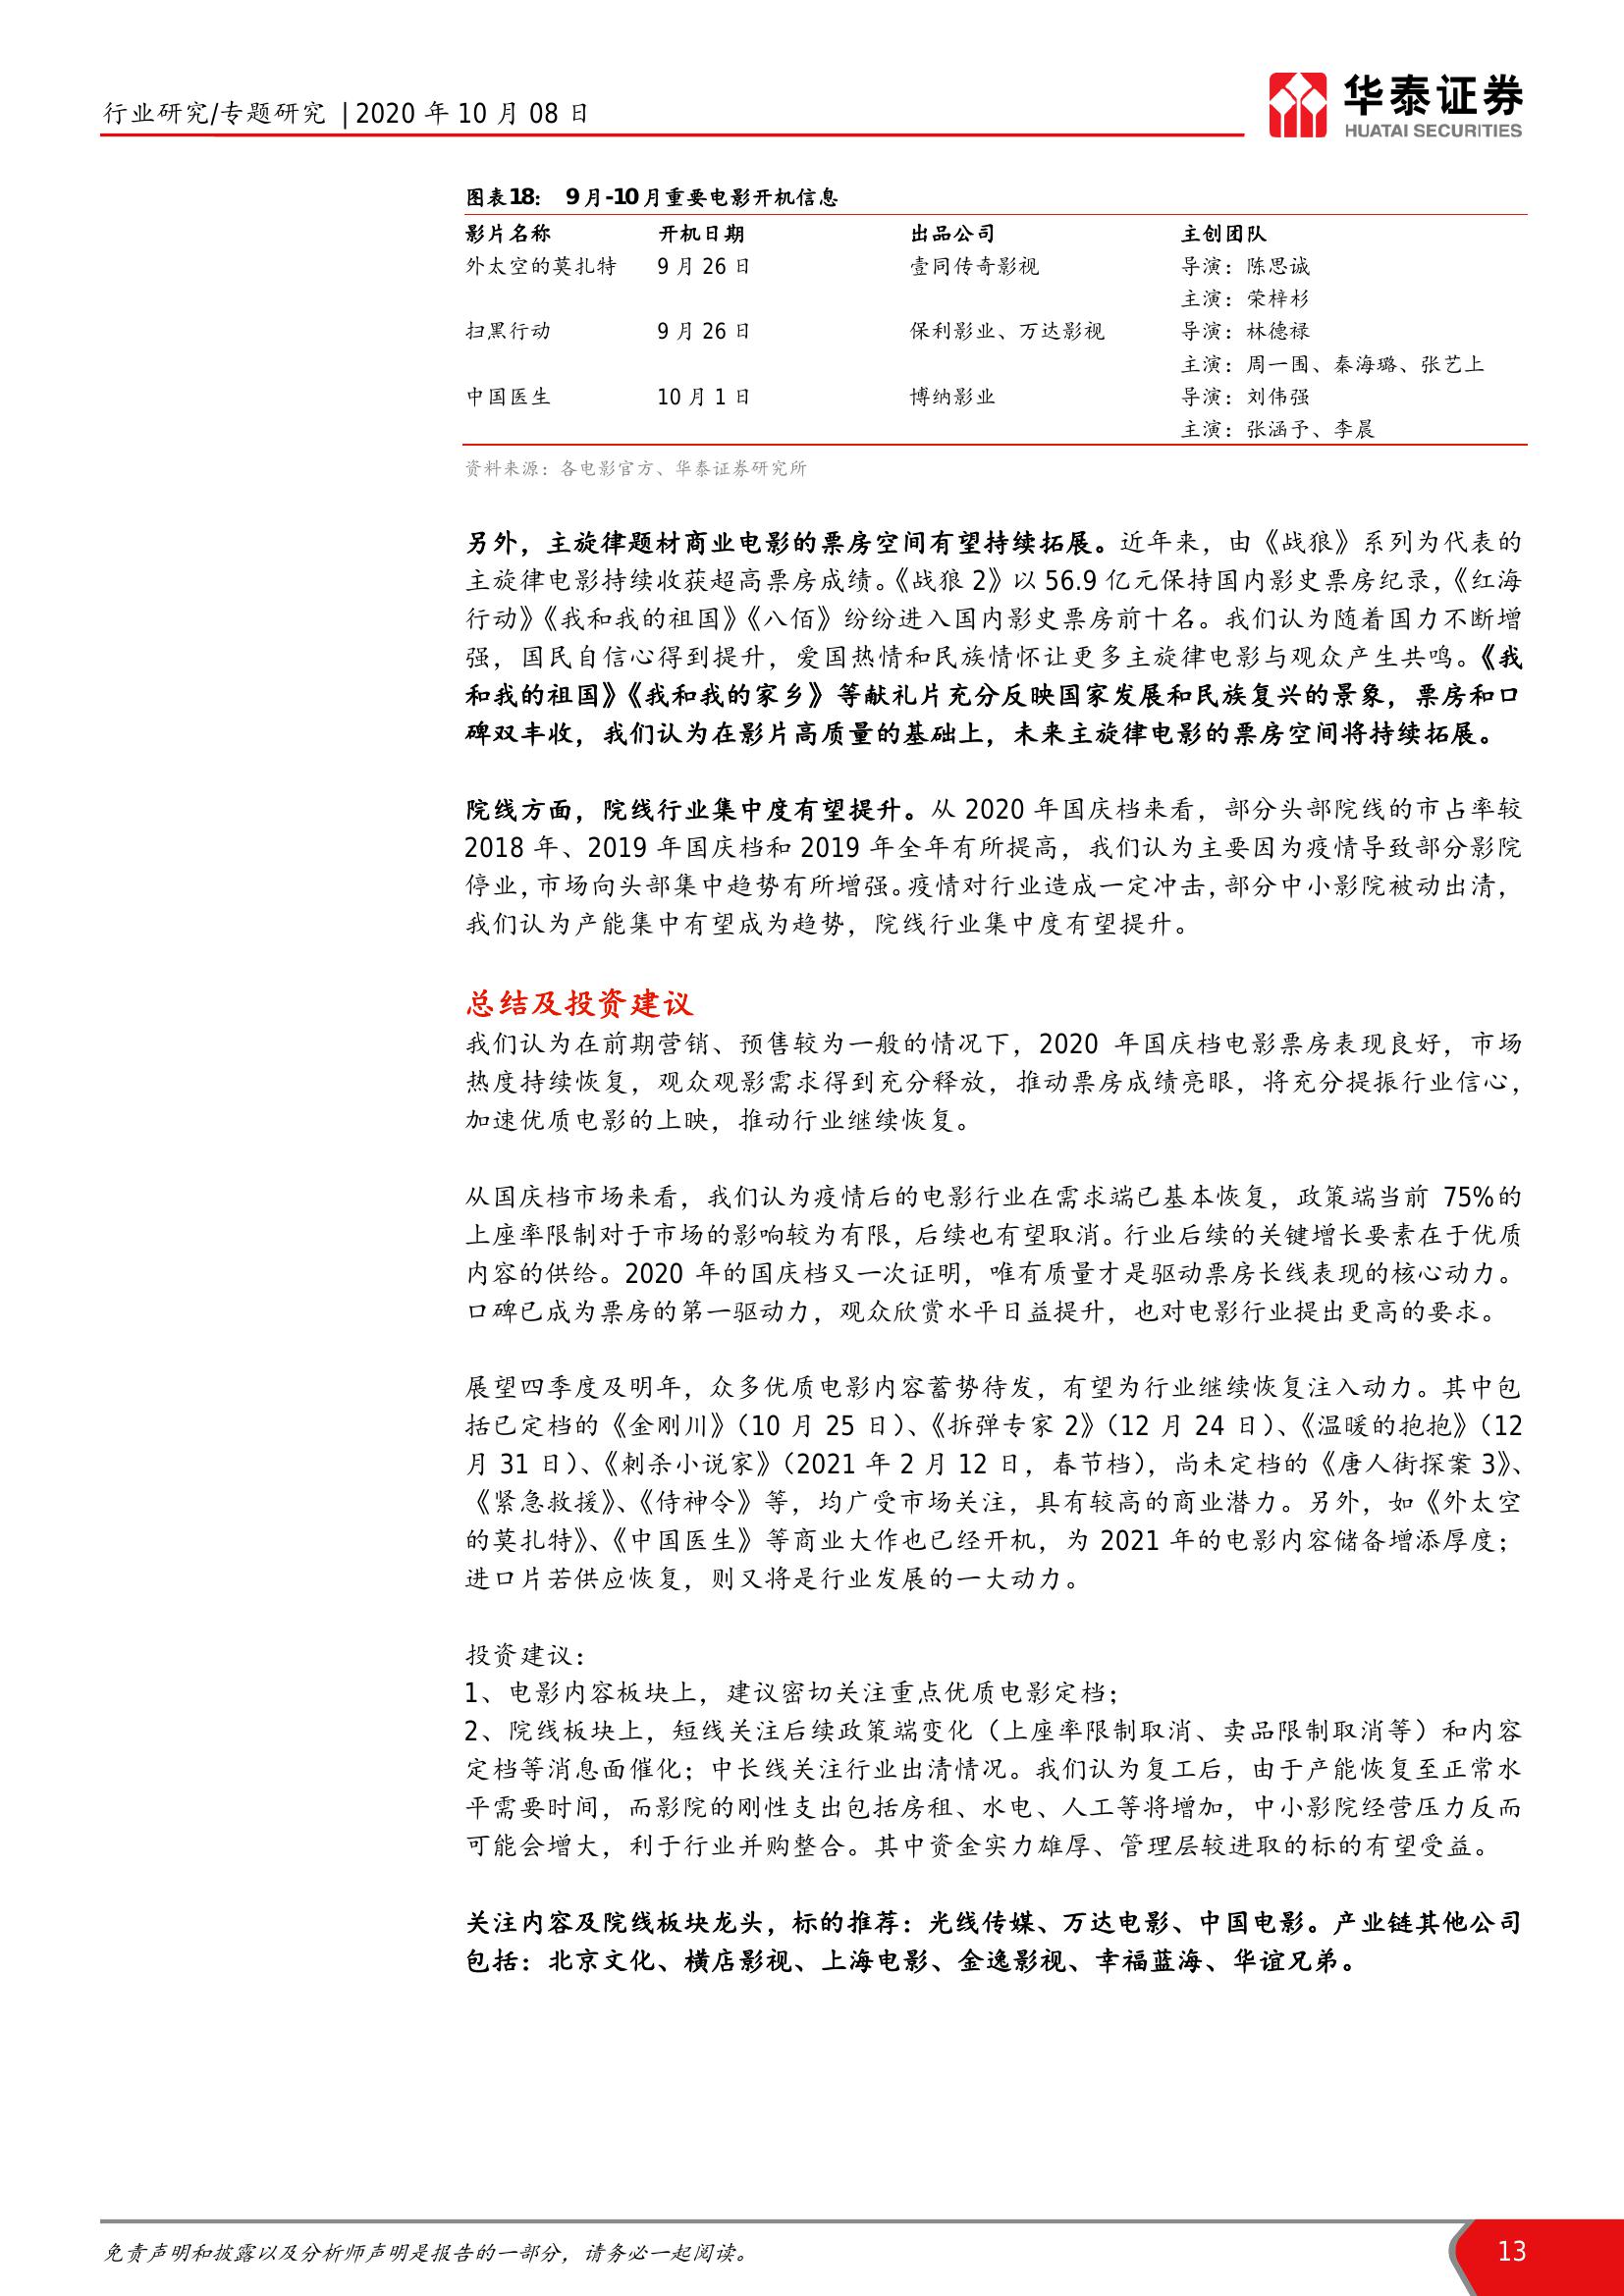 行业研究/专题研究 | 2020 年 10 月 08 日
华泰证券
HUATAI SECURITIES
图表18： 9 月-10 月重要电影开机信息
影片名称 开机日期 出品公司 主创团队
外太空的莫扎特 9 月 26 日 壹同传奇影视 导演：陈思诚
主演：荣梓杉
扫黑行动 9 月 26 日 保利影业、万达影视 导演：林德禄
主演：周一围、秦海璐、张艺上
中国医生 10 月 1 日 博纳影业 导演：刘伟强
主演：张涵予、李晨
资料来源：各电影官方、华泰证券研究所
另外，主旋律题材商业电影的票房空间有望持续拓展。近年来，由《战狼》系列为代表的
主旋律电影持续收获超高票房成绩。《战狼 2》以 56.9 亿元保持国内影史票房纪录，《红海
行动》《我和我的祖国》《八佰》纷纷进入国内影史票房前十名。我们认为随着国力不断增
强，国民自信心得到提升，爱国热情和民族情怀让更多主旋律电影与观众产生共鸣。《我
和我的祖国》《我和我的家乡》等献礼片充分反映国家发展和民族复兴的景象，票房和口
碑双丰收，我们认为在影片高质量的基础上，未来主旋律电影的票房空间将持续拓展。
院线方面，院线行业集中度有望提升。从 2020 年国庆档来看，部分头部院线的市占率较
2018 年、2019 年国庆档和 2019 年全年有所提高，我们认为主要因为疫情导致部分影院
停业，市场向头部集中趋势有所增强。疫情对行业造成一定冲击，部分中小影院被动出清，
我们认为产能集中有望成为趋势，院线行业集中度有望提升。
总结及投资建议
我们认为在前期营销、预售较为一般的情况下，2020 年国庆档电影票房表现良好，市场
热度持续恢复，观众观影需求得到充分释放，推动票房成绩亮眼，将充分提振行业信心，
加速优质电影的上映，推动行业继续恢复。
从国庆档市场来看，我们认为疫情后的电影行业在需求端已基本恢复，政策端当前 75%的
上座率限制对于市场的影响较为有限，后续也有望取消。行业后续的关键增长要素在于优质
内容的供给。2020 年的国庆档又一次证明，唯有质量才是驱动票房长线表现的核心动力。
口碑已成为票房的第一驱动力，观众欣赏水平日益提升，也对电影行业提出更高的要求。
展望四季度及明年，众多优质电影内容蓄势待发，有望为行业继续恢复注入动力。其中包
括已定档的《金刚川》（10 月 25 日）、《拆弹专家 2》（12 月 24 日）、《温暖的抱抱》（12
月 31 日）、《刺杀小说家》（2021 年 2 月 12 日，春节档），尚未定档的《唐人街探案 3》、
《紧急救援》、《侍神令》等，均广受市场关注，具有较高的商业潜力。另外，如《外太空
的莫扎特》、《中国医生》等商业大作也已经开机，为 2021 年的电影内容储备增添厚度；
进口片若供应恢复，则又将是行业发展的一大动力。
投资建议：
1、电影内容板块上，建议密切关注重点优质电影定档；
2、院线板块上，短线关注后续政策端变化（上座率限制取消、卖品限制取消等）和内容
定档等消息面催化；中长线关注行业出清情况。我们认为复工后，由于产能恢复至正常水
平需要时间，而影院的刚性支出包括房租、水电、人工等将增加，中小影院经营压力反而
可能会增大，利于行业并购整合。其中资金实力雄厚、管理层较进取的标的有望受益。
关注内容及院线板块龙头，标的推荐：光线传媒、万达电影、中国电影。产业链其他公司
包括：北京文化、横店影视、上海电影、金逸影视、幸福蓝海、华谊兄弟。
免责声明和披露以及分析师声明是报告的一部分，请务必一起阅读。
13